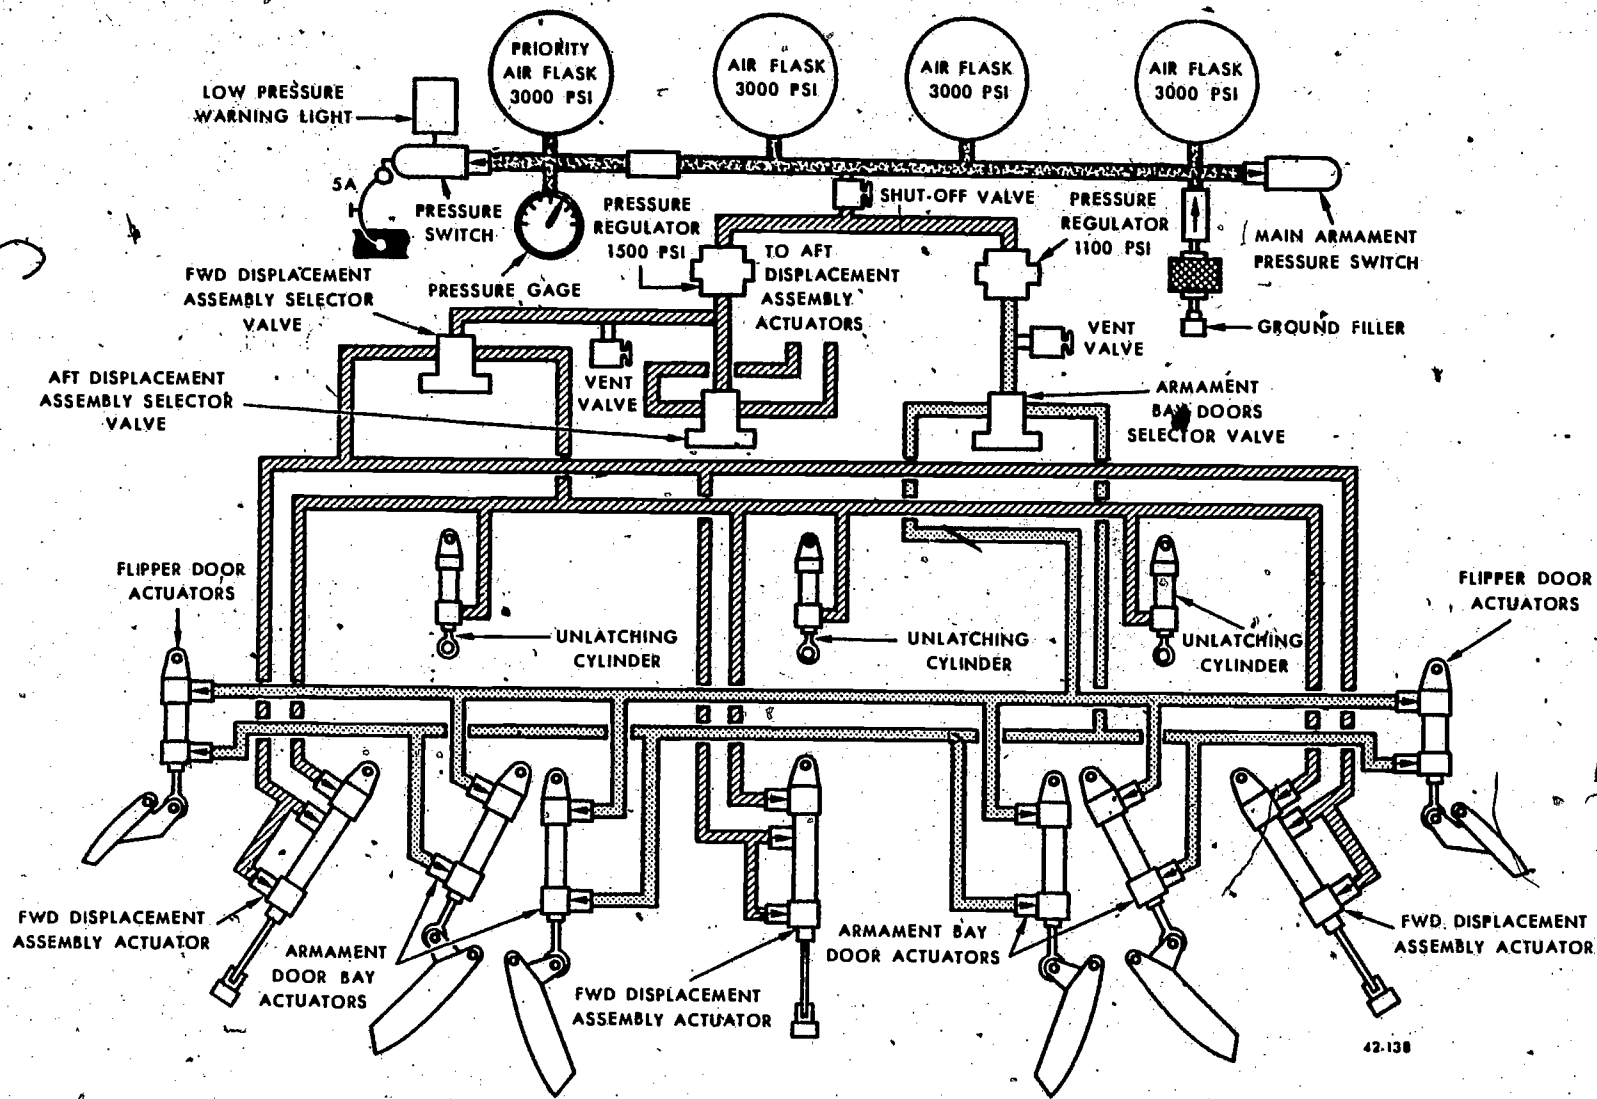 PRIORITY
AIR FLASK
3000 PSI
AIR FLASK
3000 PSI
AIR FLASK
3000 PSI
AIR FLASK
3000 PSI
LOW PRESSURE
WARNING LIGHT
5A
PRESSURE
SWITCH
PRESSURE
REGULATOR
1500 PSI
SHUT-OFF VALVE
PRESSURE
REGULATOR
1100 PSI
MAIN ARMAMENT
PRESSURE SWITCH
FWD DISPLACEMENT
ASSEMBLY SELECTOR
VALVE
PRESSURE GAGE
TO AFT
DISPLACEMENT
ASSEMBLY
ACTUATORS
VENT
VALVE
GROUND FILLER
AFT DISPLACEMENT
ASSEMBLY SELECTOR
VALVE
VENT
VALVE
ARMAMENT
BAY DOORS
SELECTOR VALVE
FLIPPER DOOR
ACTUATORS
UNLATCHING
CYLINDER
UNLATCHING
CYLINDER
UNLATCHING
CYLINDER
FLIPPER DOOR
ACTUATORS
FWD DISPLACEMENT
ASSEMBLY ACTUATOR
ARMAMENT
DOOR BAY
ACTUATORS
FWD DISPLACEMENT
ASSEMBLY ACTUATOR
ARMAMENT BAY
DOOR ACTUATORS
FWD DISPLACEMENT
ASSEMBLY ACTUATOR
42-138